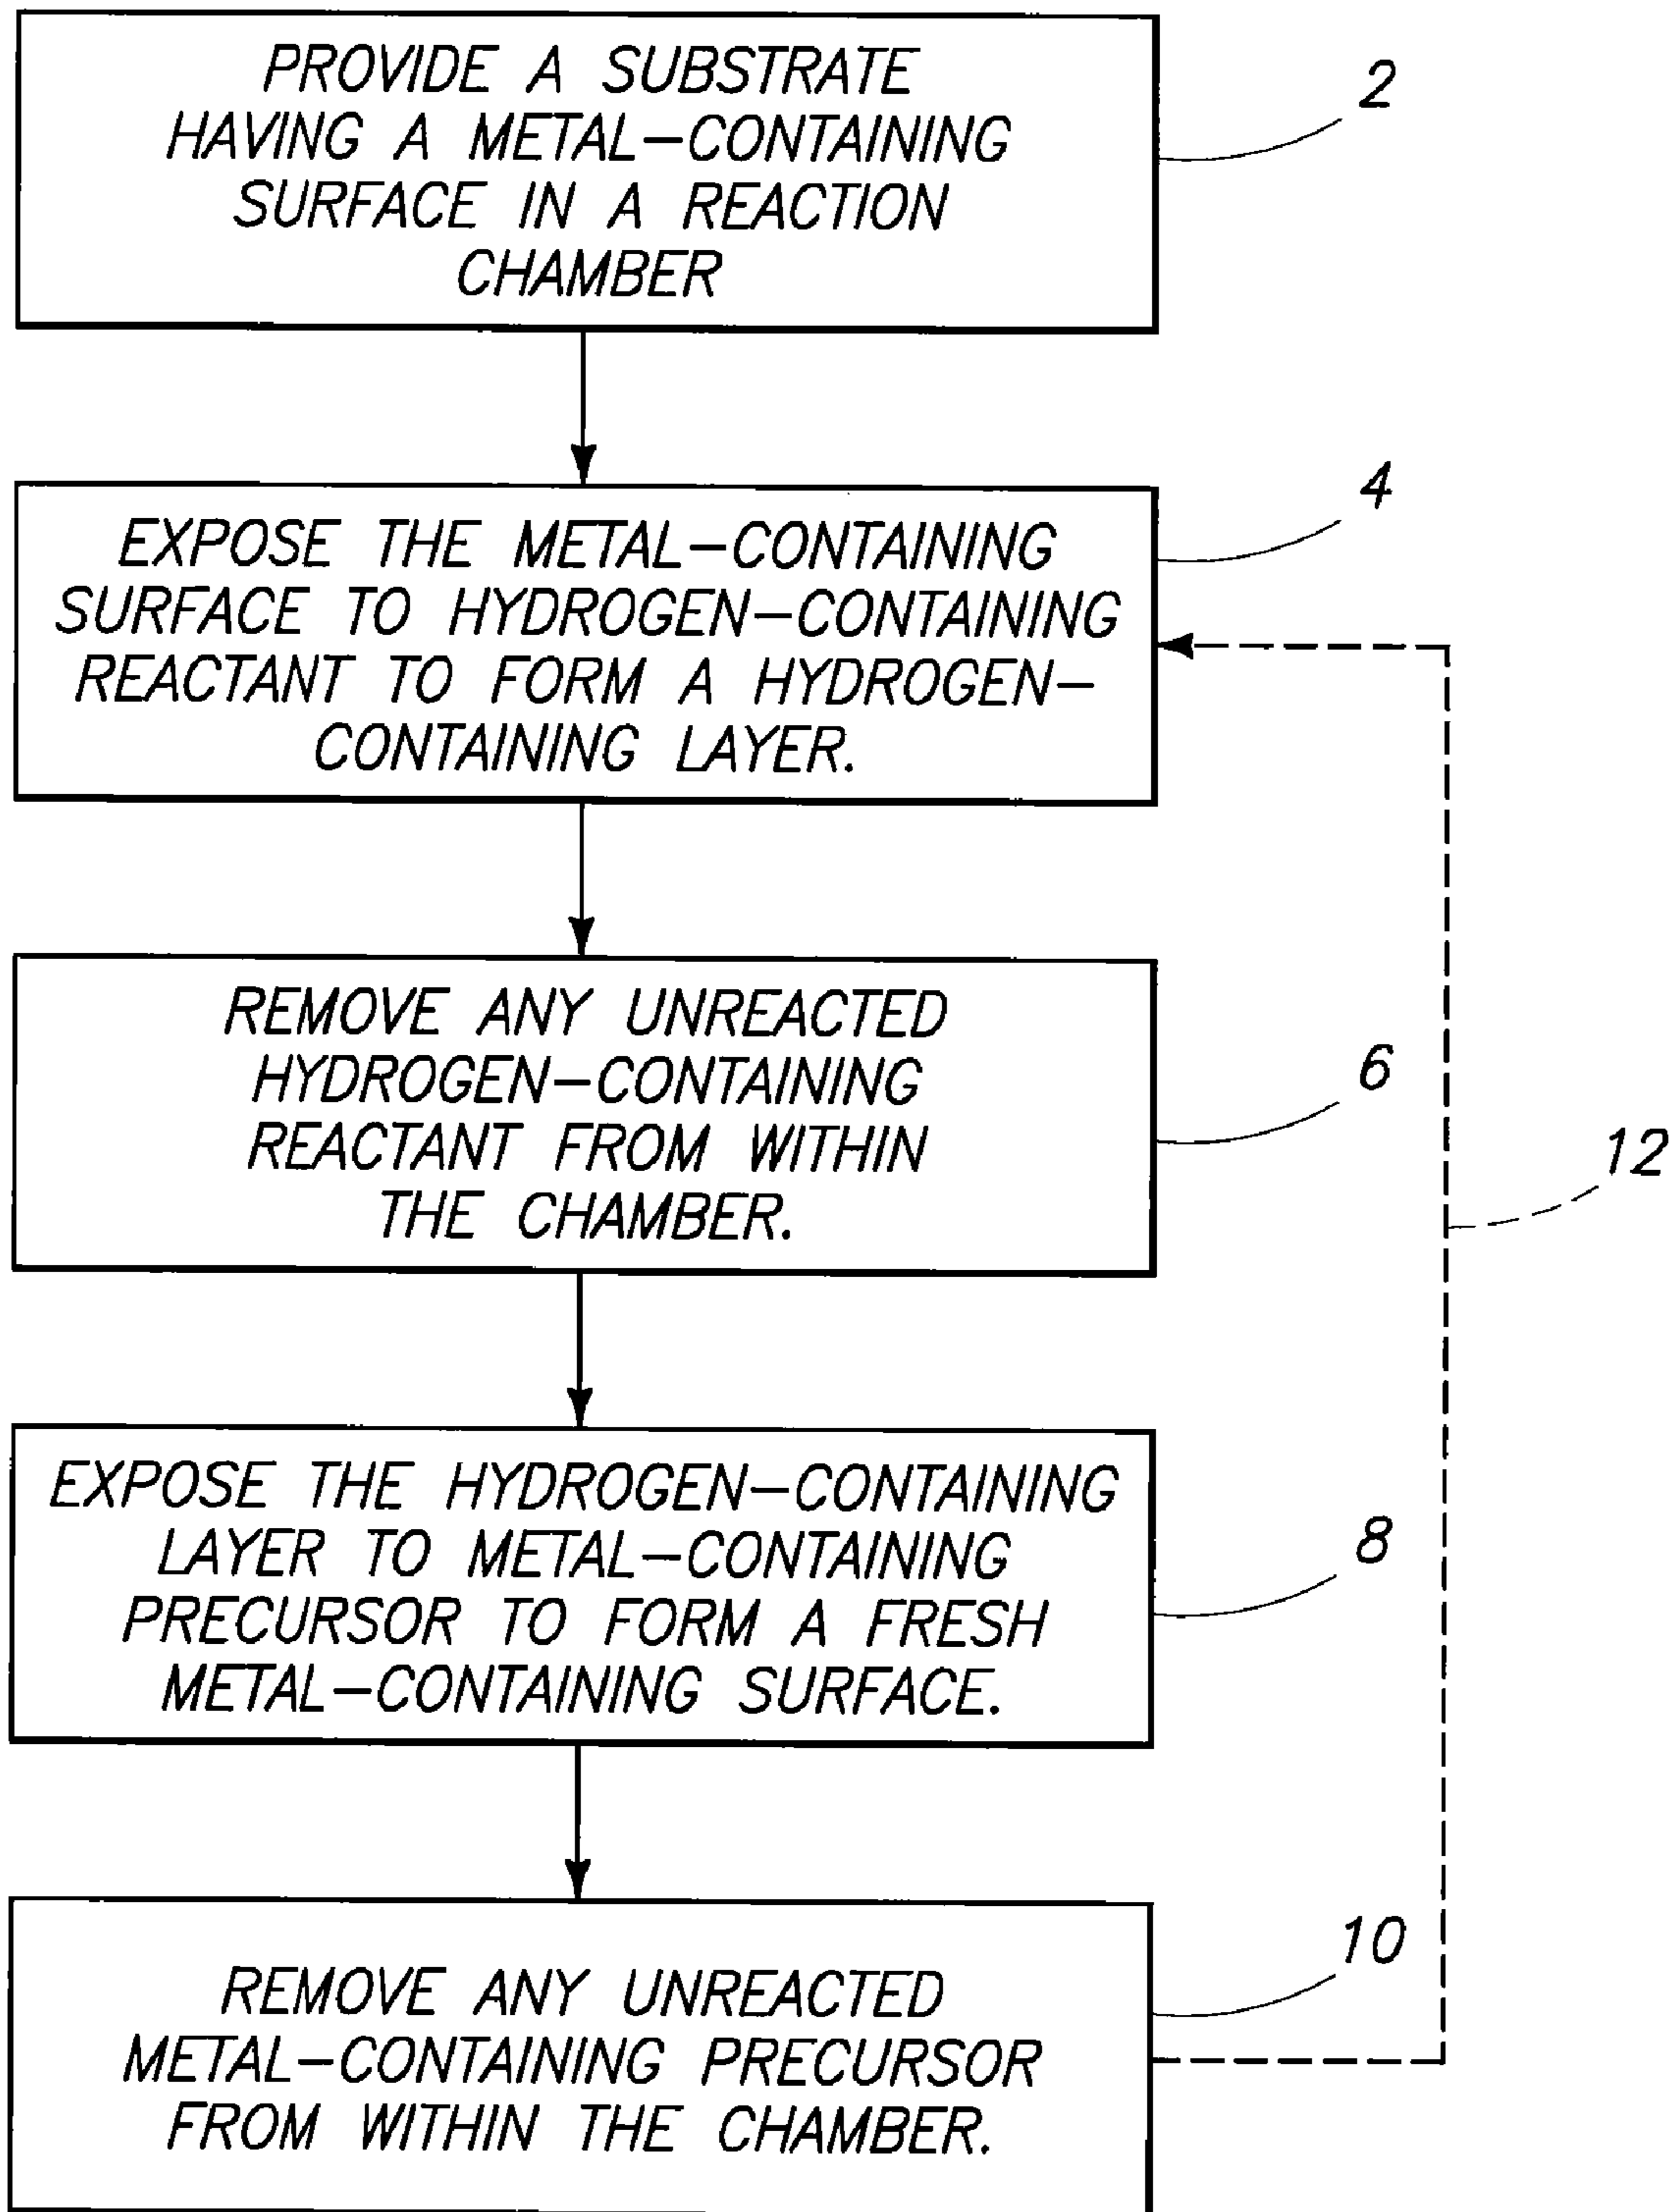 PROVIDE A SUBSTRATE
HAVING A METAL–CONTAINING
SURFACE IN A REACTION
CHAMBER
2
EXPOSE THE METAL–CONTAINING
SURFACE TO HYDROGEN–CONTAINING
REACTANT TO FORM A HYDROGEN–
CONTAINING LAYER.
4
REMOVE ANY UNREACTED
HYDROGEN–CONTAINING
REACTANT FROM WITHIN
THE CHAMBER.
6
12
EXPOSE THE HYDROGEN–CONTAINING
LAYER TO METAL–CONTAINING
PRECURSOR TO FORM A FRESH
METAL–CONTAINING SURFACE.
8
REMOVE ANY UNREACTED
METAL–CONTAINING PRECURSOR
FROM WITHIN THE CHAMBER.
10